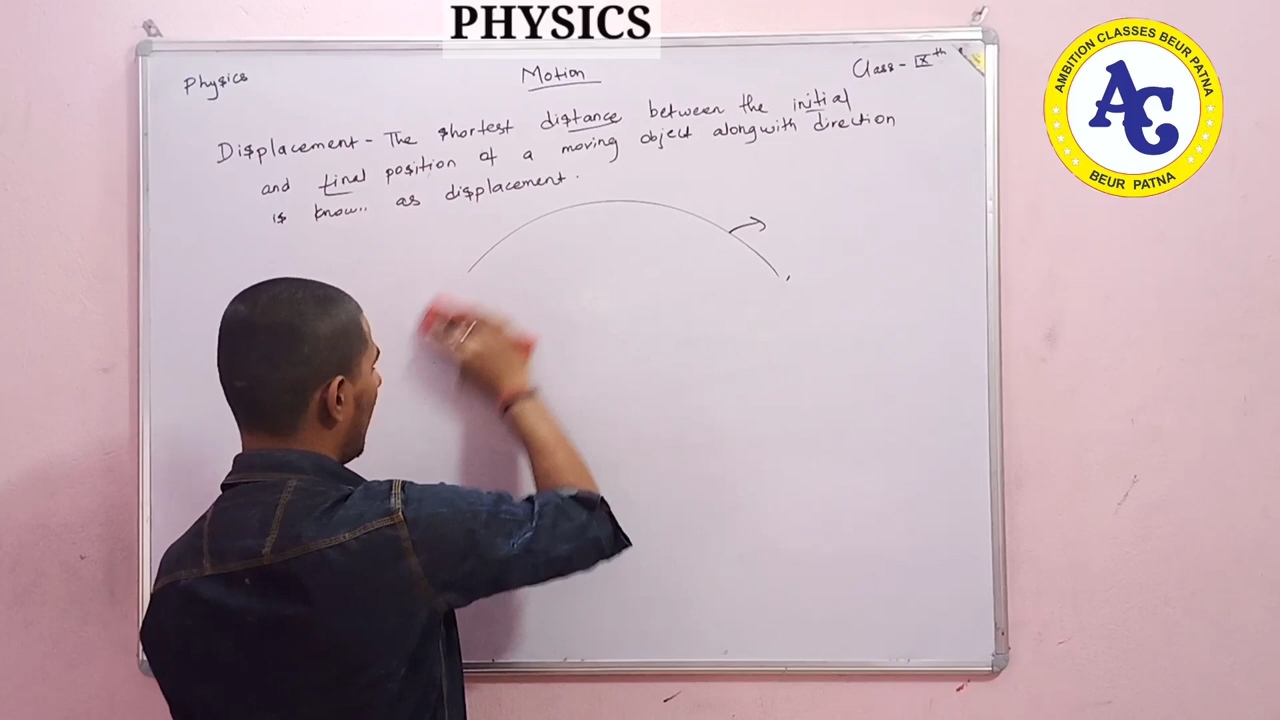 PHYSICS
Physics
Motion
Class - IXth
Displacement - The shortest distance between the initial
and final position of a moving object alongwith direction
is know.. as displacement.
AMBITION CLASSES BEUR PATNA
AC
BEUR PATNA